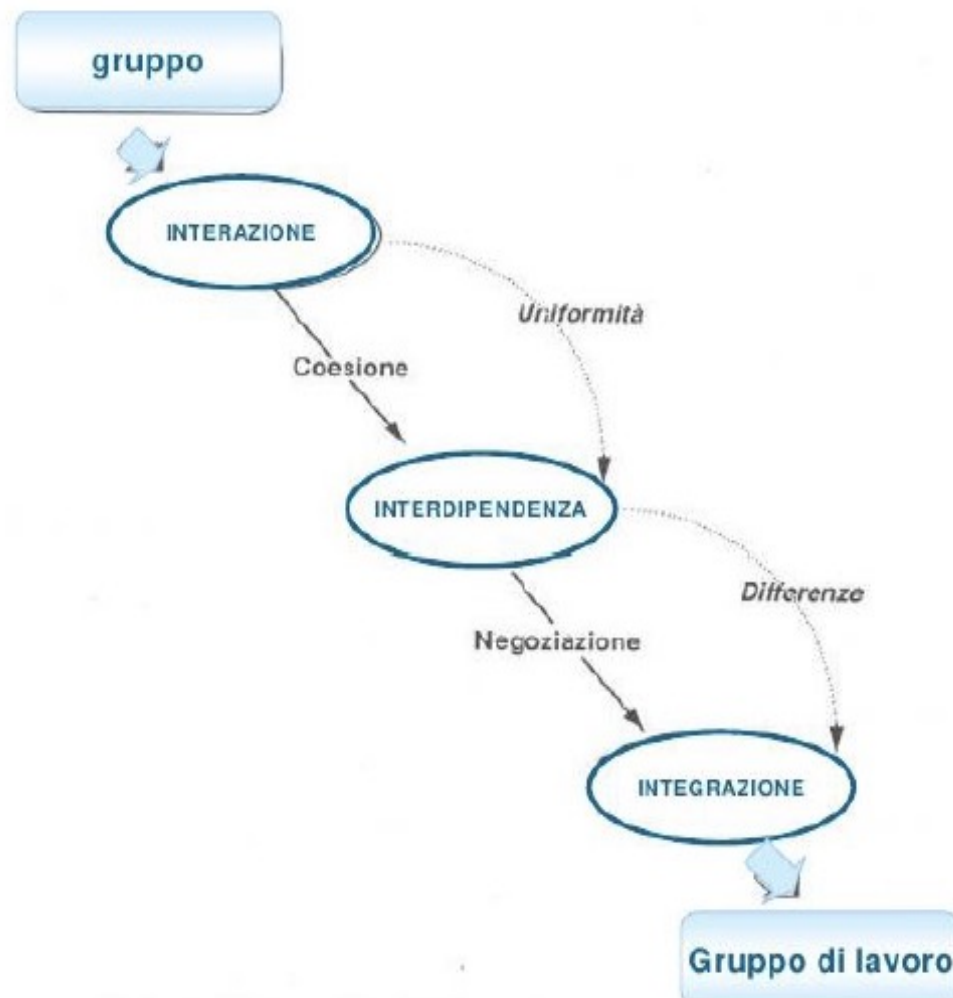 gruppo
INTERAZIONE
Uniformità
Coesione
INTERDIPENDENZA
Differenze
Negoziazione
INTEGRAZIONE
Gruppo di lavoro